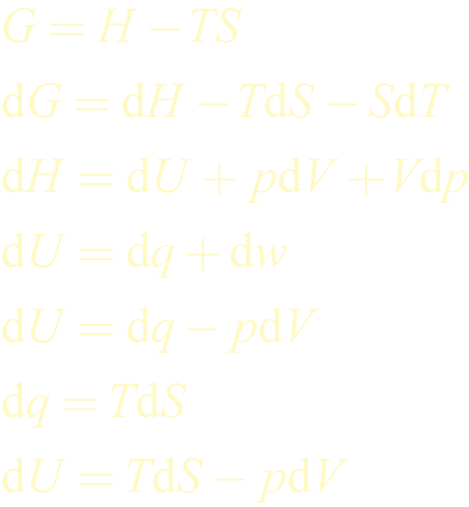 G = H − TS
dG = dH − TdS − SdT
dH = dU + pdV + Vdp
dU = dq + dw
dU = dq − pdV
dq = TdS
dU = TdS − pdV